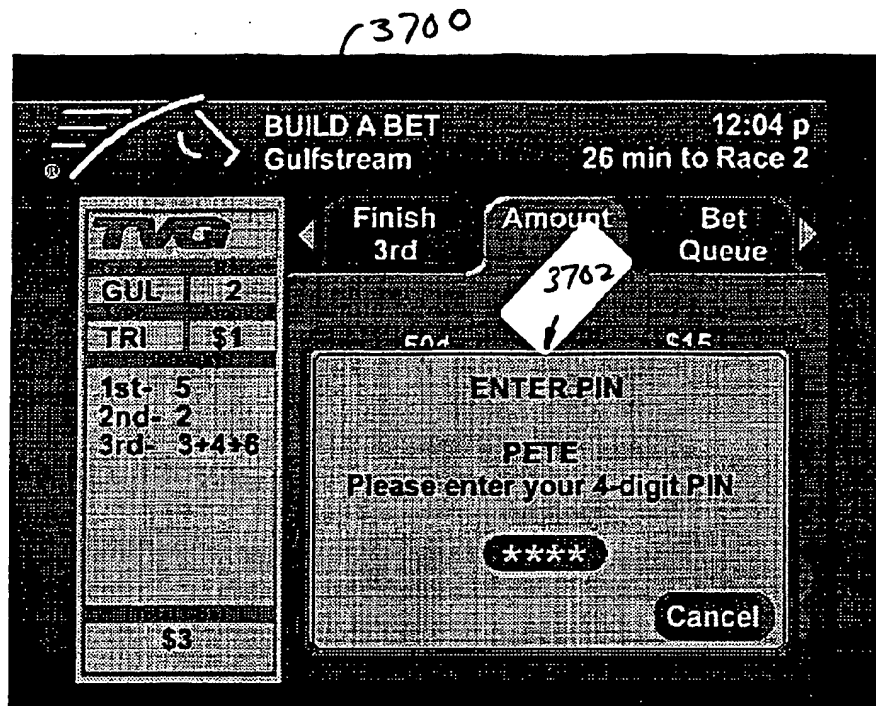 3700
BUILD A BET
12:04 p
Gulfstream
26 min to Race 2
®
TVG
GUL 2
TRI $1
1st- 5
2nd- 2
3rd- 3+4+6
$3
Finish
3rd
Amount
Bet
Queue
3702
50¢ $15
ENTER PIN
PETE
Please enter your 4-digit PIN
****
Cancel